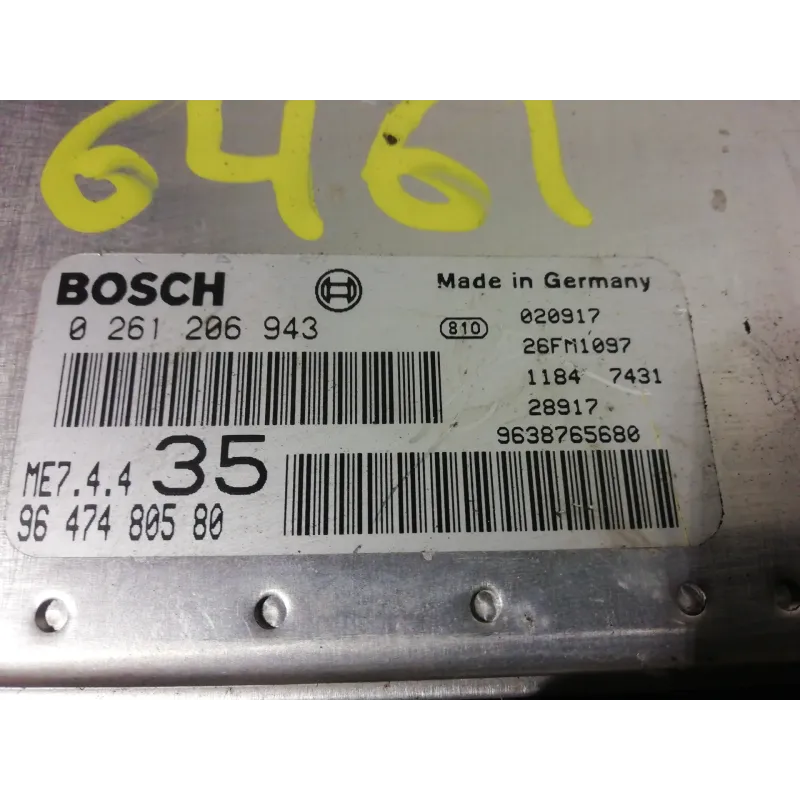 6461
BOSCH
0 261 206 943
Made in Germany
810
020917
26FM1097
1184 7431
28917
9638765680
ME7.4.4 35
96 474 805 80